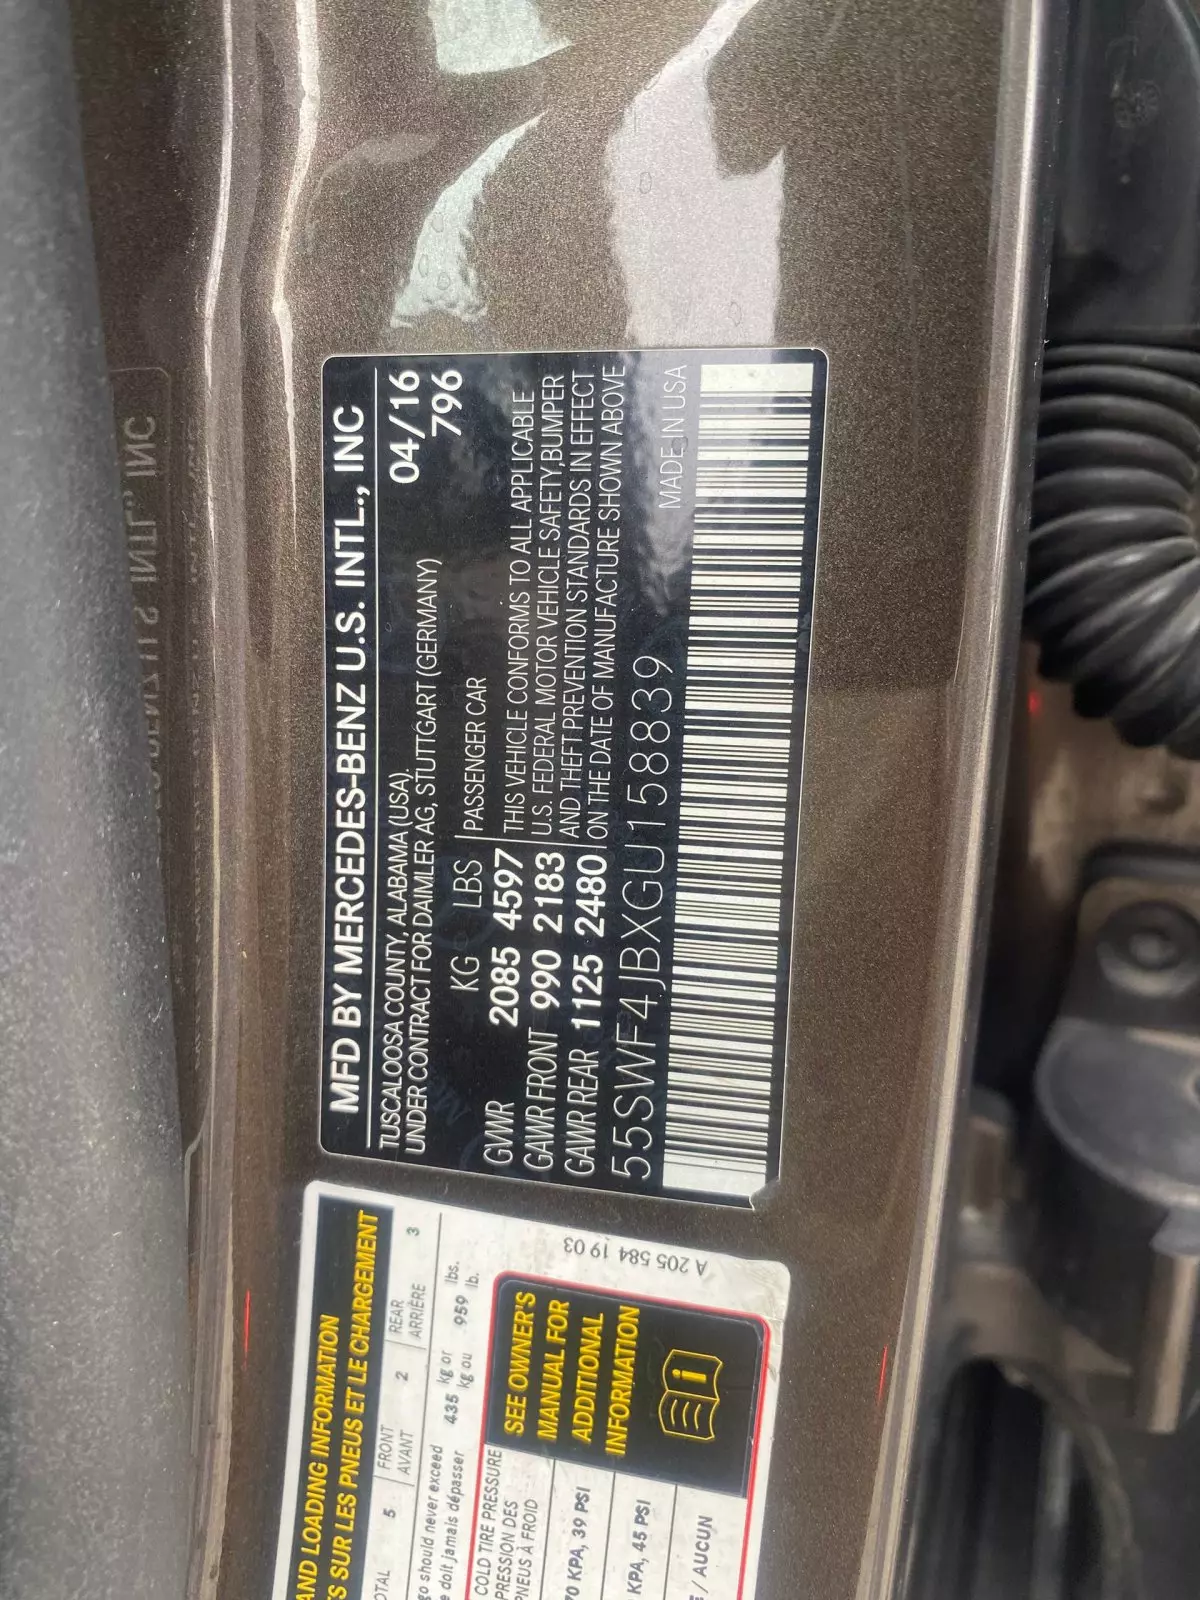 MFD BY MERCEDES-BENZ U.S. INTL., INC
TUSCALOOSA COUNTY, ALABAMA (USA),
UNDER CONTRACT FOR DAIMLER AG, STUTTGART (GERMANY)
04/16
796
KG LBS
PASSENGER CAR
GVWR 2085 4597
GAWR FRONT 990 2183
GAWR REAR 1125 2480
THIS VEHICLE CONFORMS TO ALL APPLICABLE
U.S. FEDERAL MOTOR VEHICLE SAFETY,BUMPER
AND THEFT PREVENTION STANDARDS IN EFFECT
ON THE DATE OF MANUFACTURE SHOWN ABOVE
55SWF4JBXGU158839
MADE IN USA
AND LOADING INFORMATION
SUR LES PNEUS ET LE CHARGEMENT
5 FRONT 2 REAR 3
AVANT ARRIÈRE
should never exceed 435 kg or 959 lbs.
doit jamais dépasser kg ou lb.
COLD TIRE PRESSURE
PRESSION DES
PNEUS À FROID
KPA, 39 PSI
KPA, 45 PSI
/ AUCUN
SEE OWNER'S
MANUAL FOR
ADDITIONAL
INFORMATION
A 205 584 19 03